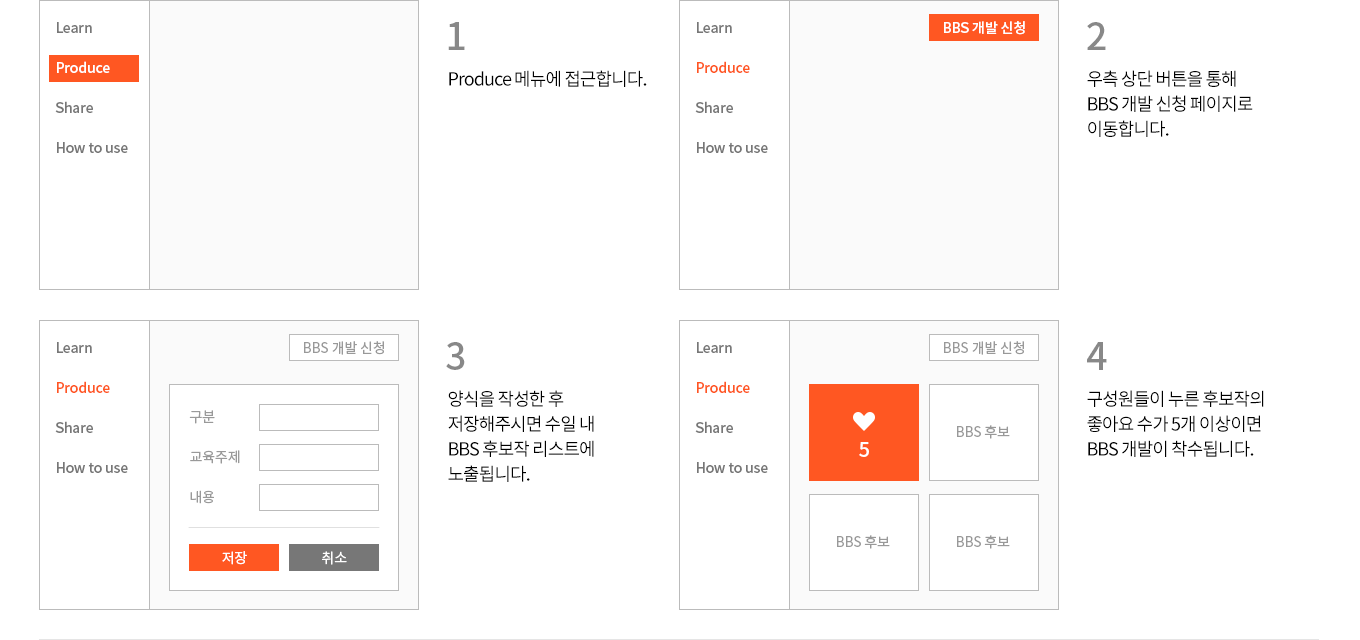 Learn
Produce
Share
How to use
1
Produce 메뉴에 접근합니다.
Learn
Produce
Share
How to use
BBS 개발 신청
2
우측 상단 버튼을 통해
BBS 개발 신청 페이지로
이동합니다.
Learn
Produce
Share
How to use
BBS 개발 신청
구분
교육주제
내용
저장
취소
3
양식을 작성한 후
저장해주시면 수일 내
BBS 후보작 리스트에
노출됩니다.
Learn
Produce
Share
How to use
BBS 개발 신청
5
BBS 후보
BBS 후보
BBS 후보
4
구성원들이 누른 후보작의
좋아요 수가 5개 이상이면
BBS 개발이 착수됩니다.